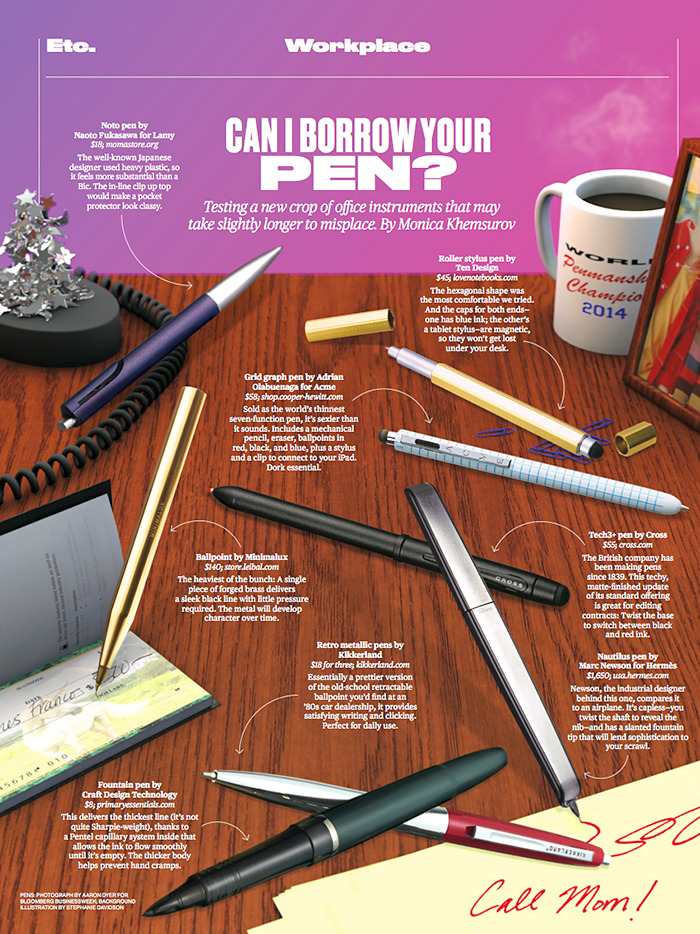 Etc.
Workplace
CAN I BORROW YOUR
PEN?
Testing a new crop of office instruments that may
take slightly longer to misplace. By Monica Khemsurov
Noto pen by
Naoto Fukasawa for Lamy
$18; momastore.org
The well-known Japanese
designer used heavy plastic, so
it feels more substantial than a
Bic. The in-line clip up top
would make a pocket
protector look classy.
WORL
Penmansh
Champio
2014
Roller stylus pen by
Ten Design
$45; lovenotebooks.com
The hexagonal shape was
the most comfortable we tried.
And the caps for both ends—
one has blue ink; the other's
a tablet stylus—are magnetic,
so they won't get lost
under your desk.
Grid graph pen by Adrian
Olabuenaga for Acme
$58; shop.cooper-hewitt.com
Sold as the world's thinnest
seven-function pen, it's sexier than
it sounds. Includes a mechanical
pencil, eraser, ballpoints in
red, black, and blue, plus a stylus
and a clip to connect to your iPad.
Dork essential.
ACME
MINIMALUX
CROSS
Ballpoint by Minimalux
$140; store.leibal.com
The heaviest of the bunch: A single
piece of forged brass delivers
a sleek black line with little pressure
required. The metal will develop
character over time.
Tech3+ pen by Cross
$55; cross.com
The British company has
been making pens
since 1839. This techy,
matte-finished update
of its standard offering
is great for editing
contracts: Twist the base
to switch between black
and red ink.
Retro metallic pens by
Kikkerland
$18 for three; kikkerland.com
Essentially a prettier version
of the old-school retractable
ballpoint you'd find at an
'80s car dealership, it provides
satisfying writing and clicking.
Perfect for daily use.
Nautilus pen by
Marc Newson for Hermès
$1,650; usa.hermes.com
Newson, the industrial designer
behind this one, compares it
to an airplane. It's capless—you
twist the shaft to reveal the
nib—and has a slanted fountain
tip that will lend sophistication to
your scrawl.
DATE
Franco $
DOLLARS
Fountain pen by
Craft Design Technology
$8; primaryessentials.com
This delivers the thickest line (it's not
quite Sharpie-weight), thanks to
a Pentel capillary system inside that
allows the ink to flow smoothly
until it's empty. The thicker body
helps prevent hand cramps.
KIKKERLAND
Call Mom!
PENS: PHOTOGRAPH BY AARON DYER FOR
BLOOMBERG BUSINESSWEEK; BACKGROUND
ILLUSTRATION BY STEPHANIE DAVIDSON